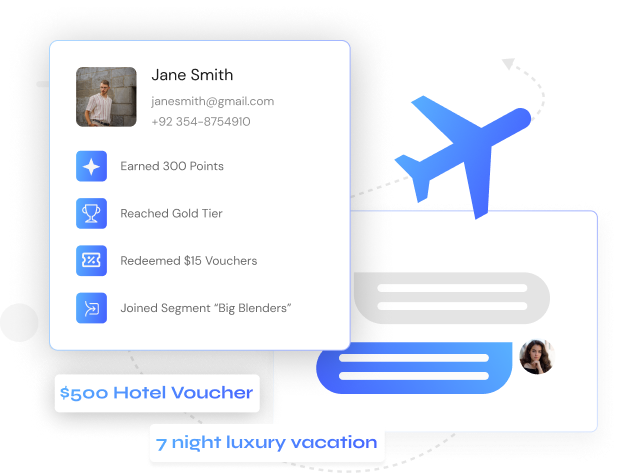 Jane Smith
janesmith@gmail.com
+92 354-8754910
Earned 300 Points
Reached Gold Tier
Redeemed $15 Vouchers
Joined Segment “Big Blenders”
$500 Hotel Voucher
7 night luxury vacation